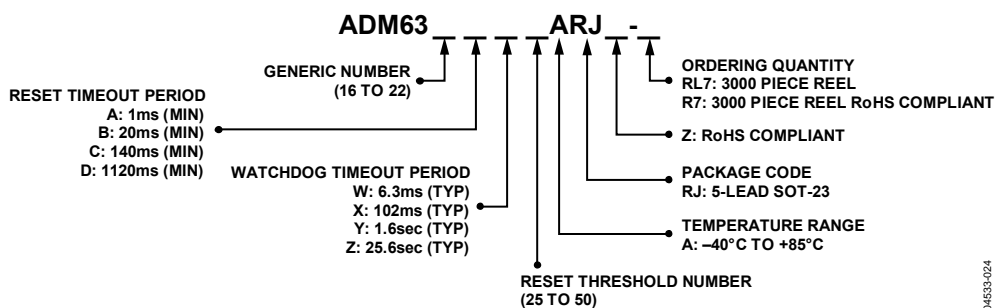 ADM63_ _ _ _ARJ_-_
GENERIC NUMBER
(16 TO 22)
RESET TIMEOUT PERIOD
A: 1ms (MIN)
B: 20ms (MIN)
C: 140ms (MIN)
D: 1120ms (MIN)
WATCHDOG TIMEOUT PERIOD
W: 6.3ms (TYP)
X: 102ms (TYP)
Y: 1.6sec (TYP)
Z: 25.6sec (TYP)
RESET THRESHOLD NUMBER
(25 TO 50)
ORDERING QUANTITY
RL7: 3000 PIECE REEL
R7: 3000 PIECE REEL RoHS COMPLIANT
Z: RoHS COMPLIANT
PACKAGE CODE
RJ: 5-LEAD SOT-23
TEMPERATURE RANGE
A: –40°C TO +85°C
04533-024